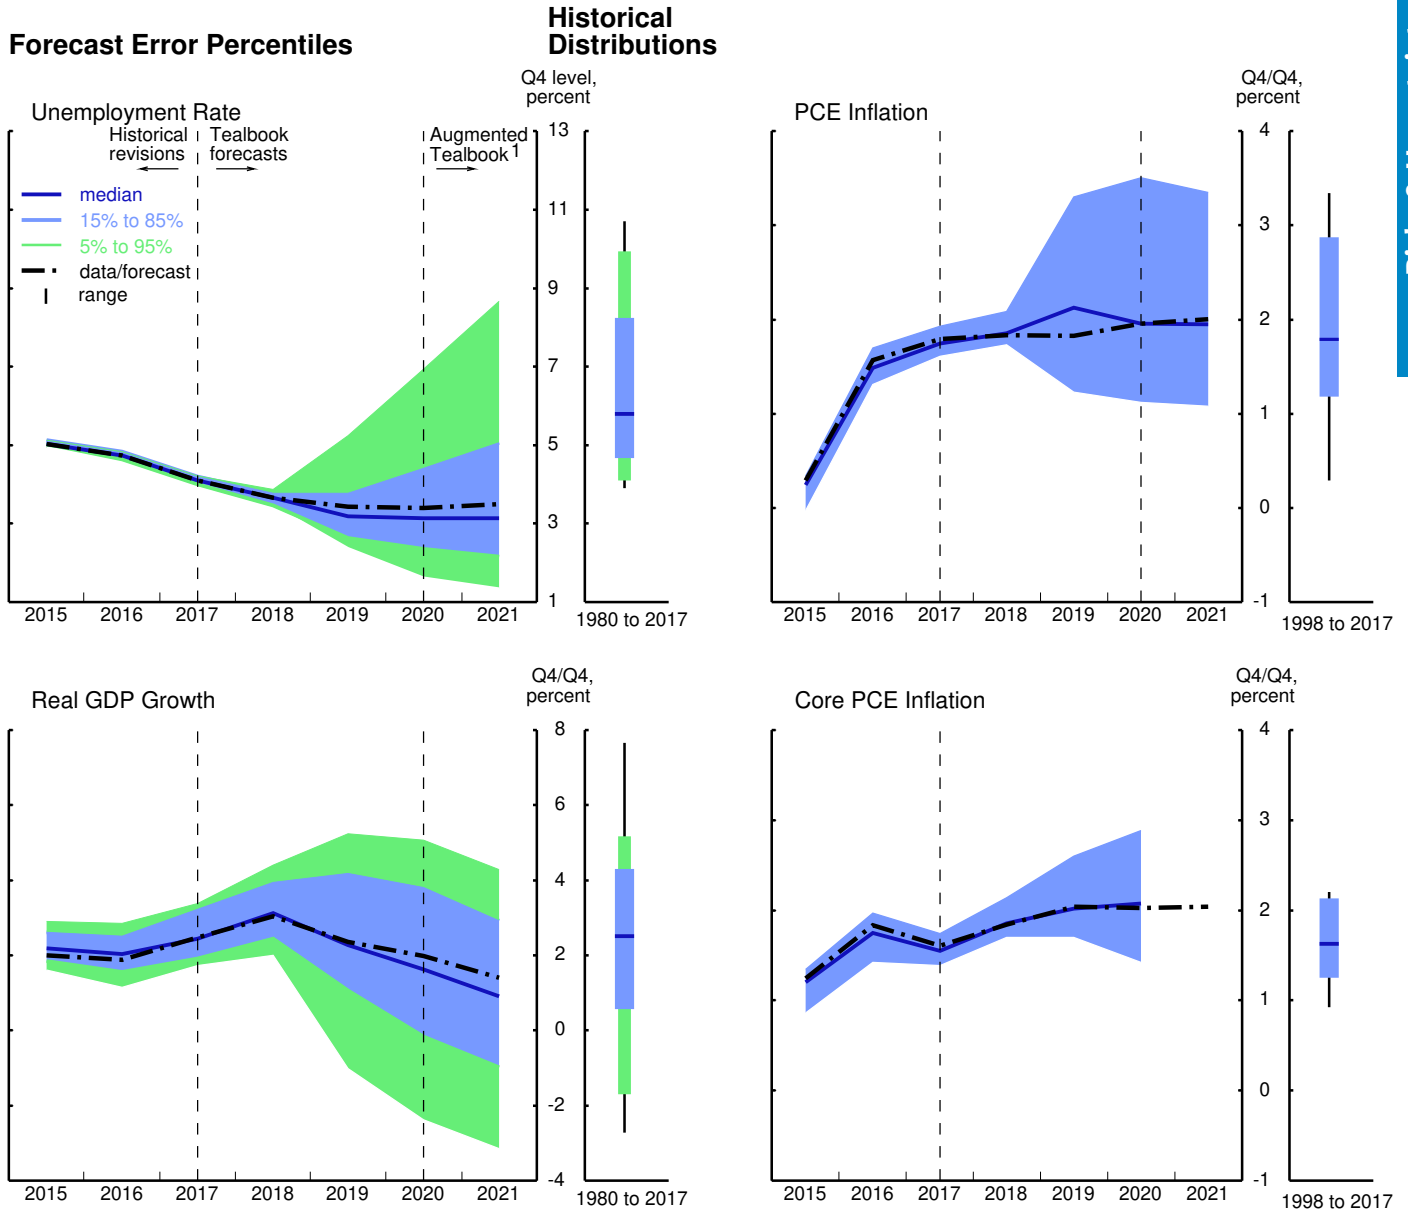 Forecast Error Percentiles
Historical
Distributions
Unemployment Rate
Q4 level,
percent
Historical
revisions
Tealbook
forecasts
Augmented
Tealbook1
median
15% to 85%
5% to 95%
data/forecast
range
13
11
9
7
5
3
1
2015 2016 2017 2018 2019 2020 2021
1980 to 2017
PCE Inflation
Q4/Q4,
percent
4
3
2
1
0
-1
2015 2016 2017 2018 2019 2020 2021
1998 to 2017
Real GDP Growth
Q4/Q4,
percent
8
6
4
2
0
-2
-4
2015 2016 2017 2018 2019 2020 2021
1980 to 2017
Core PCE Inflation
Q4/Q4,
percent
4
3
2
1
0
-1
2015 2016 2017 2018 2019 2020 2021
1998 to 2017